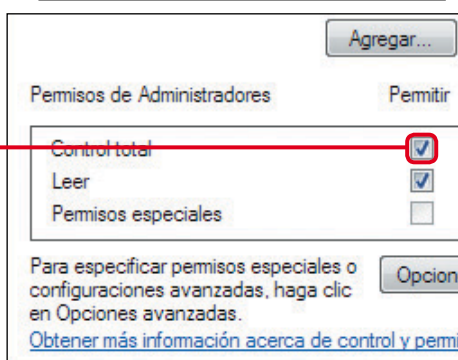 Agregar...
Permisos de Administradores Permitir
Control total
Leer
Permisos especiales
Para especificar permisos especiales o
configuraciones avanzadas, haga clic
en Opciones avanzadas.
Opcion
Obtener más información acerca de control y permi